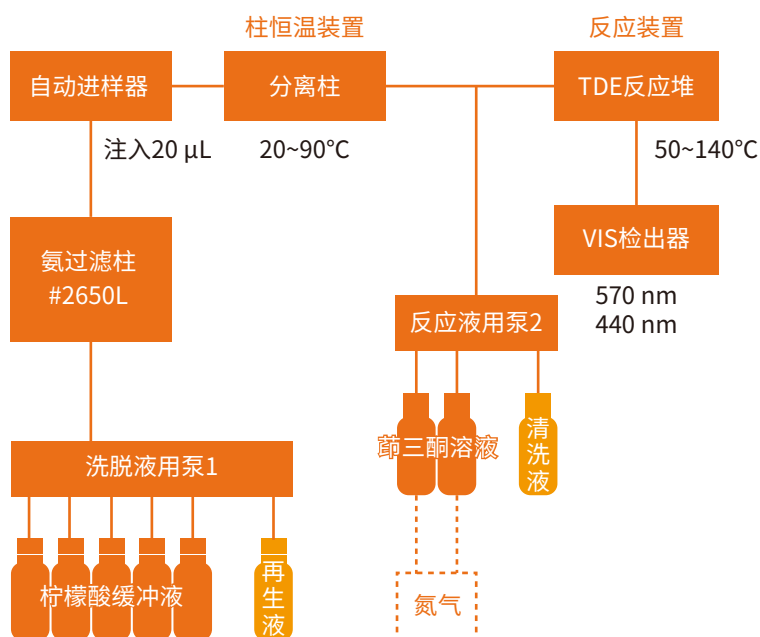 柱恒温装置
反应装置
自动进样器
分离柱
TDE反应堆
注入20 μL
20~90℃
50~140℃
氨过滤柱
#2650L
VIS检出器
570 nm
440 nm
反应液用泵2
茚三酮溶液
清洗液
洗脱液用泵1
柠檬酸缓冲液
再生液
氮气